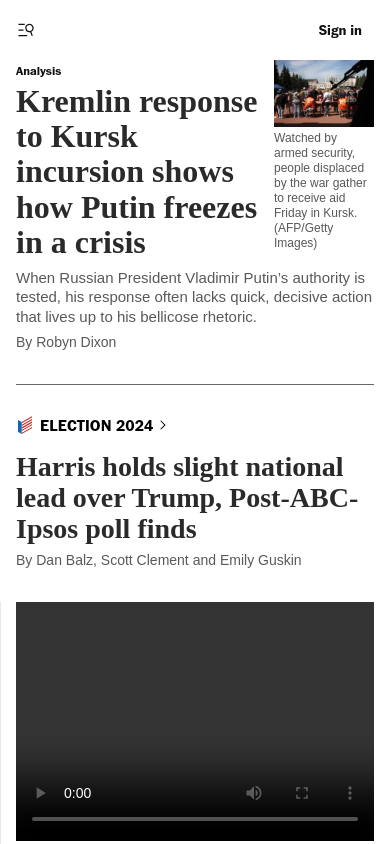 Sign in
Analysis
Kremlin response
to Kursk
incursion shows
how Putin freezes
in a crisis
Watched by
armed security,
people displaced
by the war gather
to receive aid
Friday in Kursk.
(AFP/Getty
Images)
When Russian President Vladimir Putin’s authority is
tested, his response often lacks quick, decisive action
that lives up to his bellicose rhetoric.
By Robyn Dixon
ELECTION 2024
Harris holds slight national
lead over Trump, Post-ABC-
Ipsos poll finds
By Dan Balz, Scott Clement and Emily Guskin
0:00